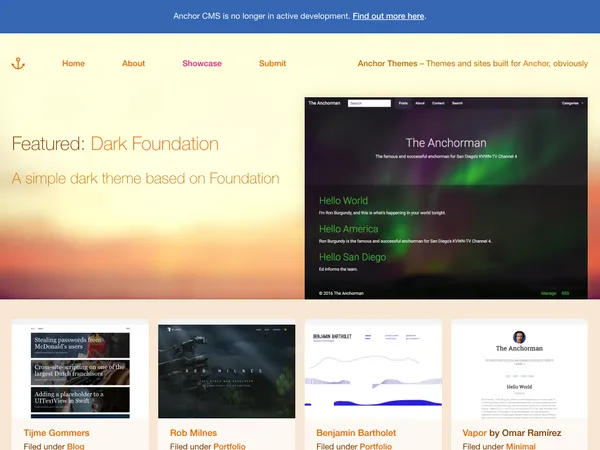 Anchor CMS is no longer in active development. Find out more here.
Home About Showcase Submit Anchor Themes – Themes and sites built for Anchor, obviously
The Anchorman Search Posts About Contact Search Categories
Featured: Dark Foundation
A simple dark theme based on Foundation
The Anchorman
The famous and successful anchorman for San Diego's KVWN-TV Channel 4
Hello World
I'm Ron Burgundy, and this is what's happening in your world tonight.
Hello America
Ron Burgundy is the famous and successful anchorman for San Diego's KVWN-TV Channel 4.
Hello San Diego
Ed informs the team.
© 2016 The Anchorman Manage RSS
Stealing passwords from
McDonald's users
Cross-site-scripting on one of
the largest Dutch franchisors
Adding a placeholder to a
UITextView in Swift
ROB MILNES
BENJAMIN BARTHOLET
The Anchorman
Hello World
Tijme Gommers
Filed under Blog
Rob Milnes
Filed under Portfolio
Benjamin Bartholet
Filed under Portfolio
Vapor by Omar Ramírez
Filed under Minimal